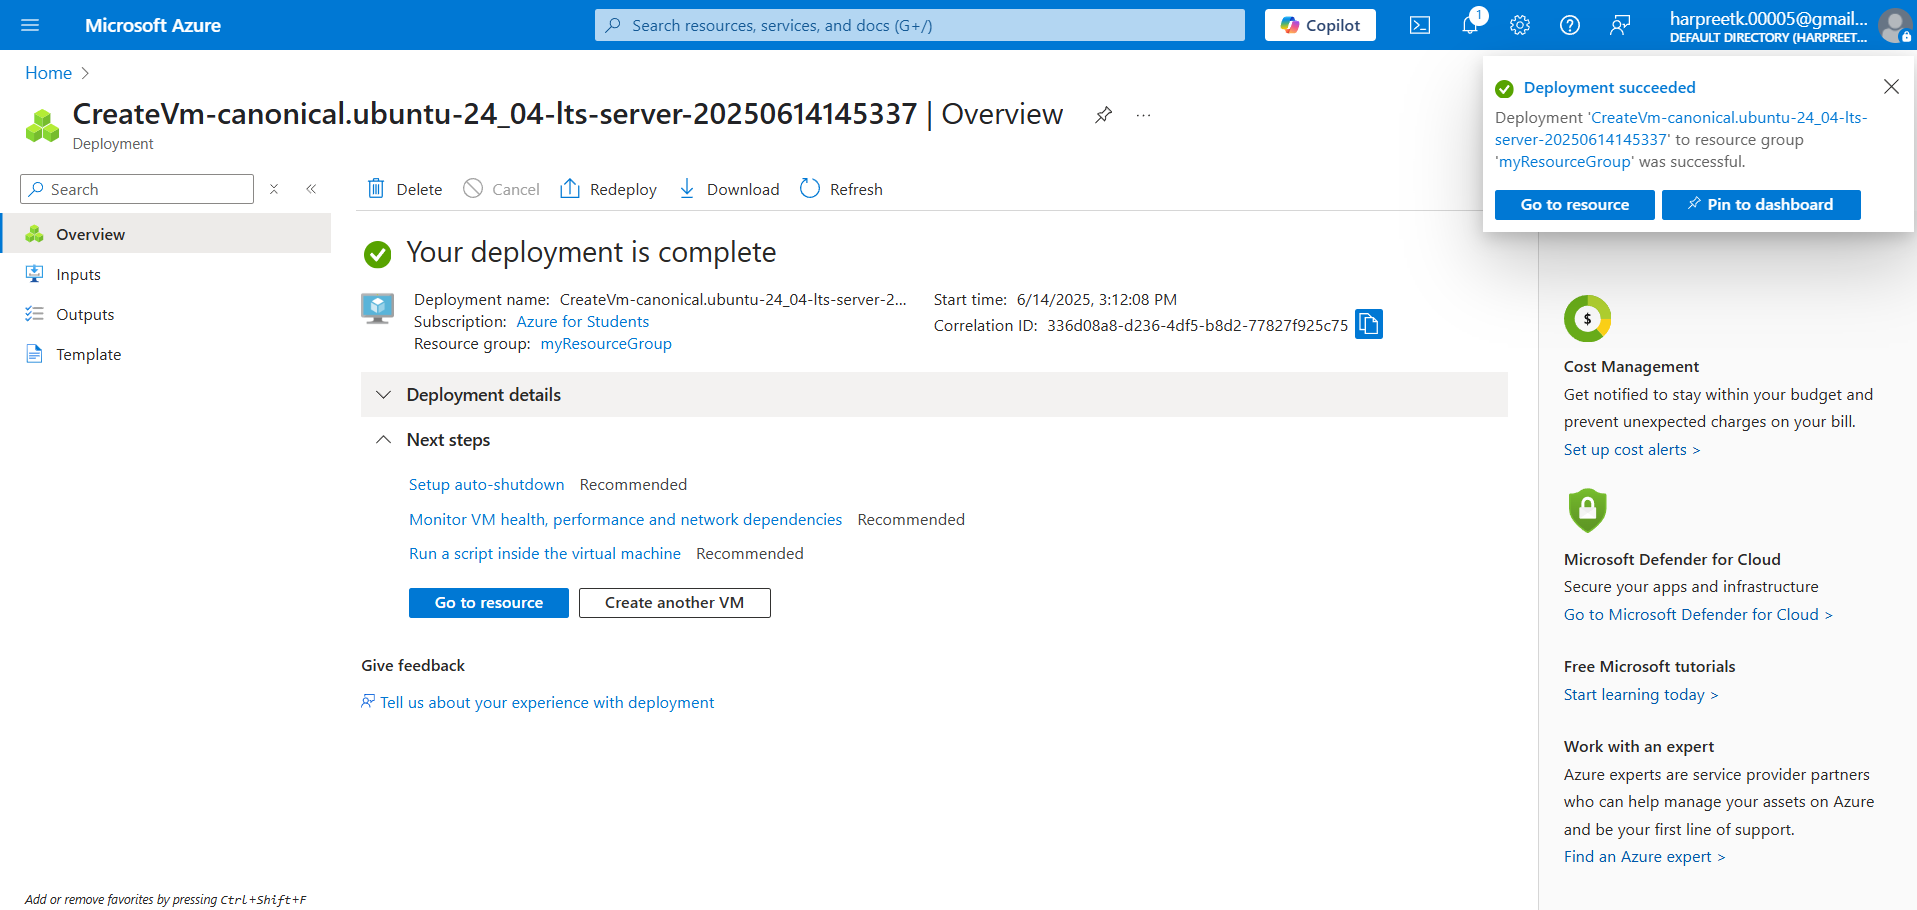 Microsoft Azure
Search resources, services, and docs (G+/)
Copilot
1
harpreetk.00005@gmail...
DEFAULT DIRECTORY (HARPREET...
Home
CreateVm-canonical.ubuntu-24_04-lts-server-20250614145337 | Overview
...
Deployment
Deployment succeeded
Deployment 'CreateVm-canonical.ubuntu-24_04-lts-
server-20250614145337' to resource group
'myResourceGroup' was successful.
Go to resource
Pin to dashboard
Search
Overview
Inputs
Outputs
Template
Delete
Cancel
Redeploy
Download
Refresh
Your deployment is complete
Deployment name: CreateVm-canonical.ubuntu-24_04-lts-server-2...
Subscription: Azure for Students
Resource group: myResourceGroup
Start time: 6/14/2025, 3:12:08 PM
Correlation ID: 336d08a8-d236-4df5-b8d2-77827f925c75
Deployment details
Next steps
Setup auto-shutdown Recommended
Monitor VM health, performance and network dependencies Recommended
Run a script inside the virtual machine Recommended
Go to resource
Create another VM
Give feedback
Tell us about your experience with deployment
$
Cost Management
Get notified to stay within your budget and
prevent unexpected charges on your bill.
Set up cost alerts >
Microsoft Defender for Cloud
Secure your apps and infrastructure
Go to Microsoft Defender for Cloud >
Free Microsoft tutorials
Start learning today >
Work with an expert
Azure experts are service provider partners
who can help manage your assets on Azure
and be your first line of support.
Find an Azure expert >
Add or remove favorites by pressing Ctrl+Shift+F